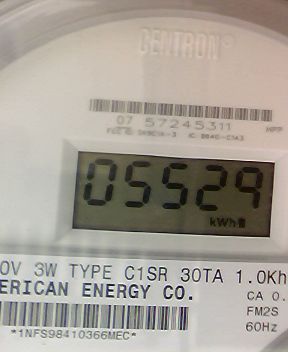 CENTRON®
07 57245311
05529
kWh
0V 3W TYPE C1SR 30TA 1.0Kh
ERICAN ENERGY CO.
CA 0.
FM2S
60Hz
*1NFS98410366MEC*